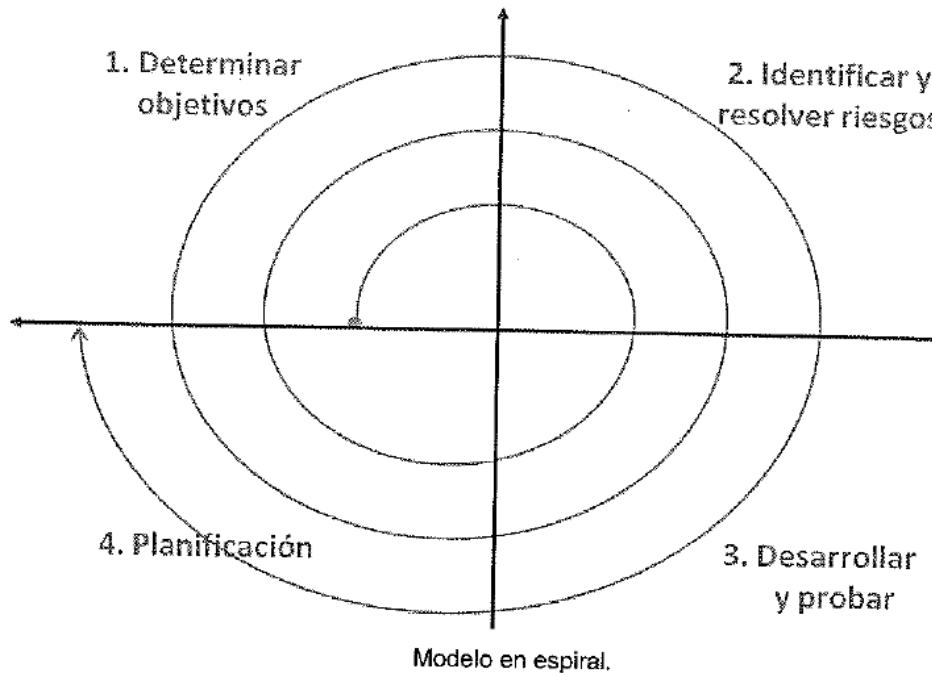 1. Determinar
objetivos
2. Identificar y
resolver riesgos
4. Planificación
3. Desarrollar
y probar
Modelo en espiral.